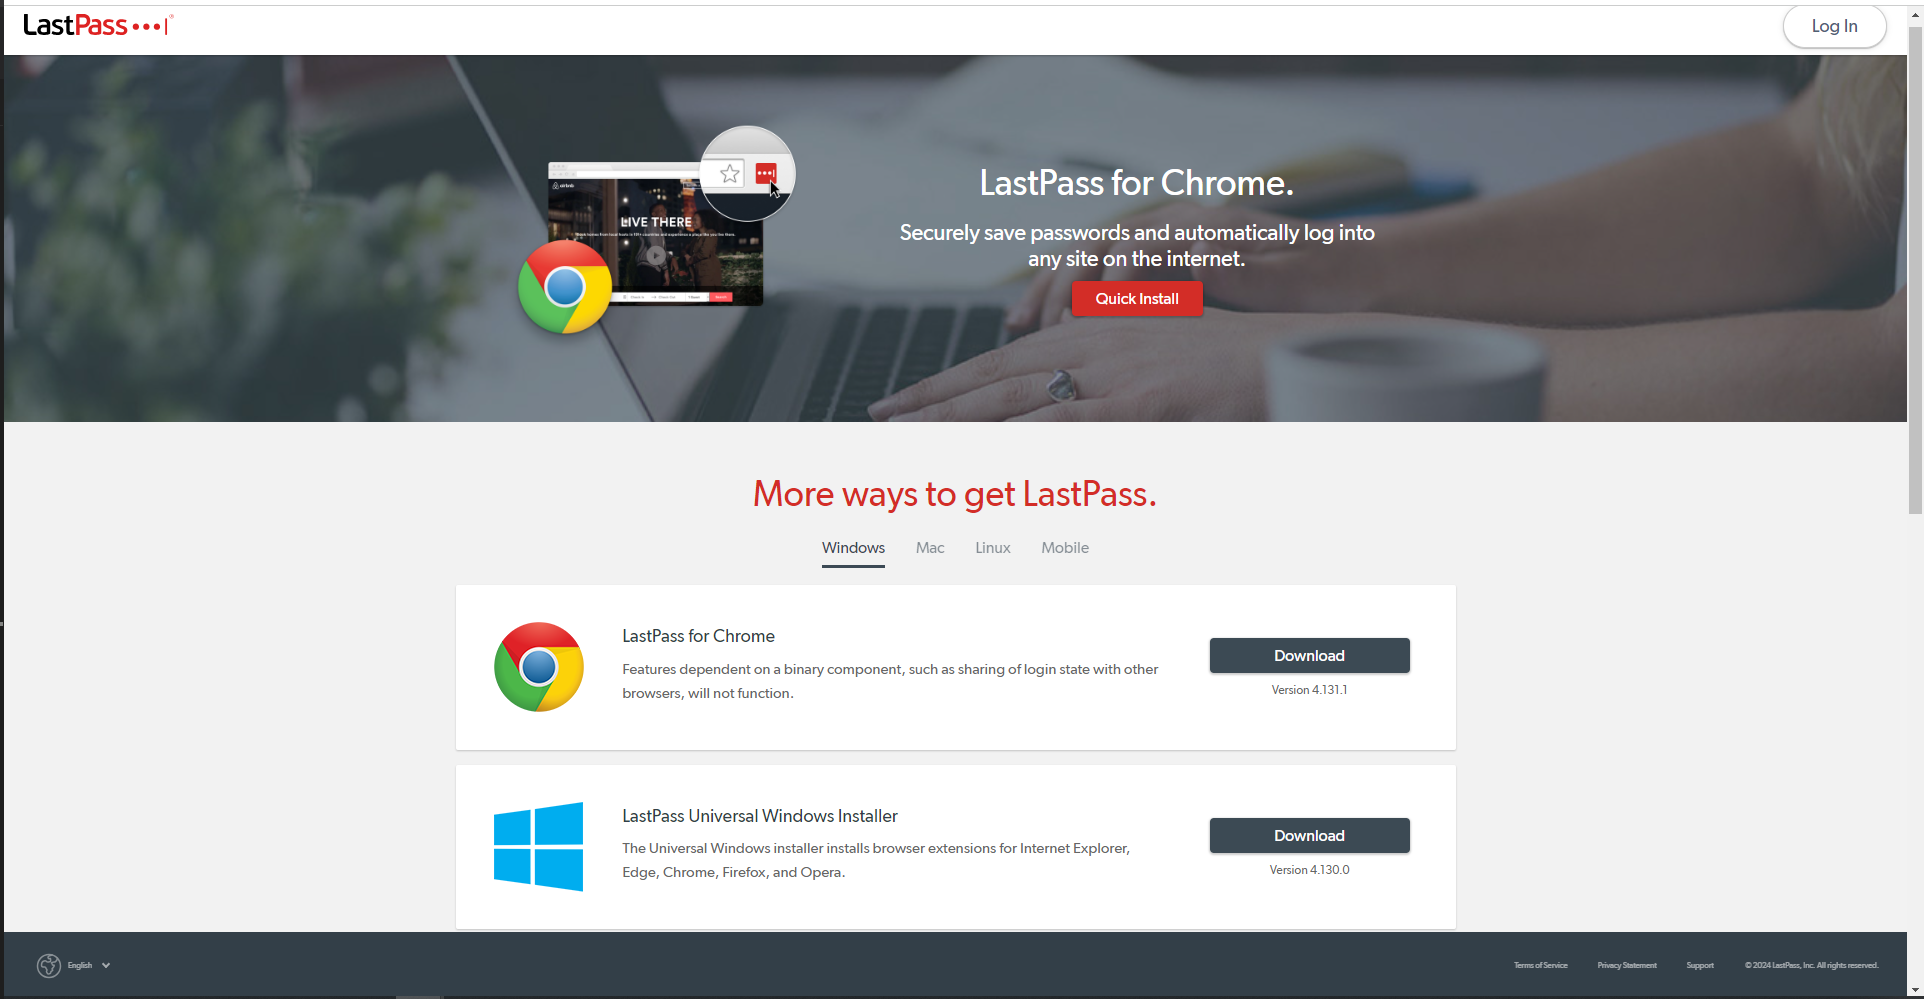 LastPass
Log In
airbnb
LIVE THERE
LastPass for Chrome.
Securely save passwords and automatically log into
any site on the internet.
Quick Install
More ways to get LastPass.
Windows Mac Linux Mobile
LastPass for Chrome
Features dependent on a binary component, such as sharing of login state with other
browsers, will not function.
Download
Version 4.131.1
LastPass Universal Windows Installer
The Universal Windows installer installs browser extensions for Internet Explorer,
Edge, Chrome, Firefox, and Opera.
Download
Version 4.130.0
English
Terms of Service Privacy Statement Support © 2024 LastPass, Inc. All rights reserved.